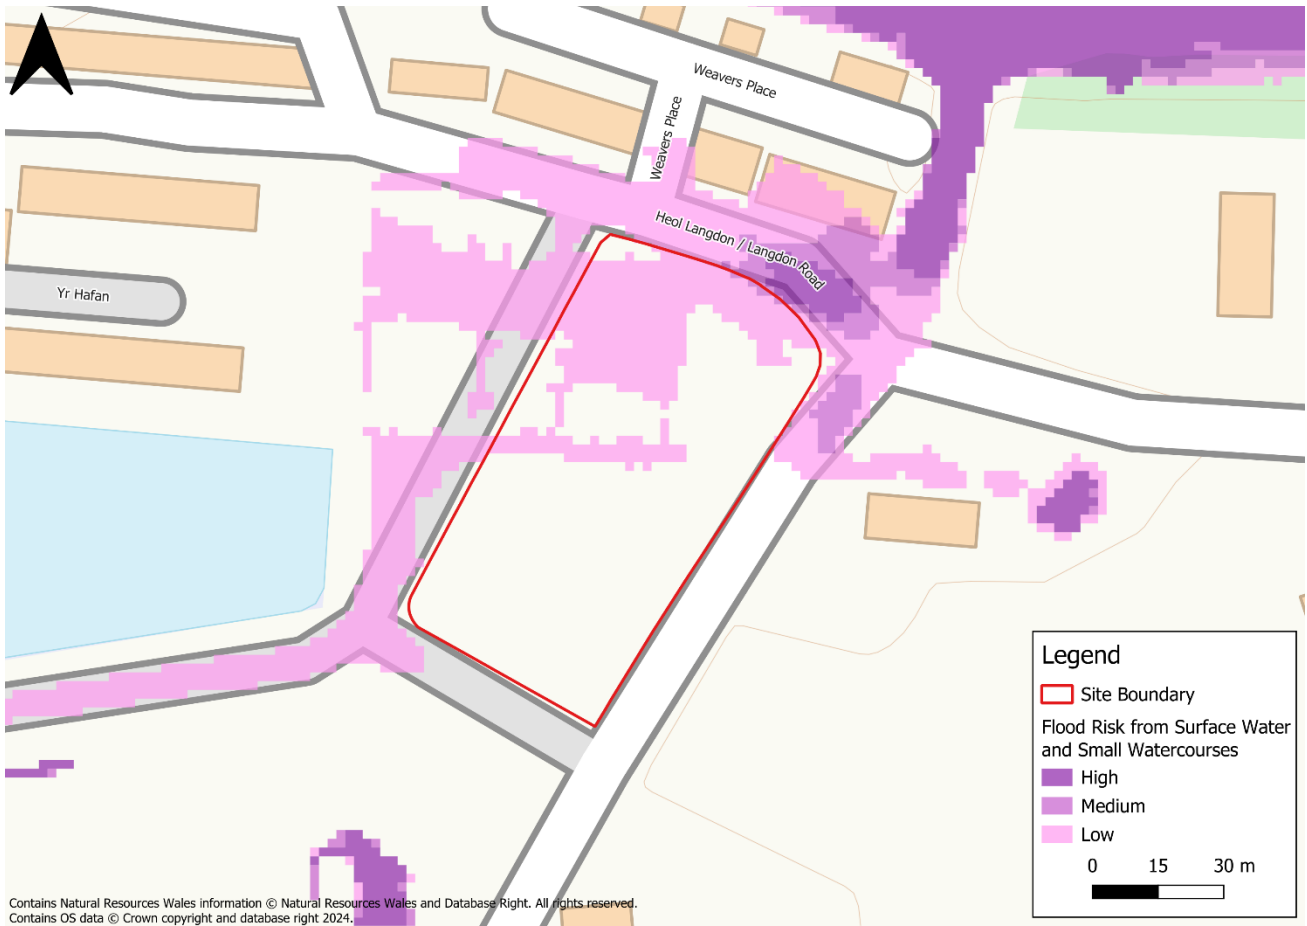 Weavers Place
Weavers Place
Heol Langdon / Langdon Road
Yr Hafan
Legend
Site Boundary
Flood Risk from Surface Water
and Small Watercourses
High
Medium
Low
0 15 30 m
Contains Natural Resources Wales information © Natural Resources Wales and Database Right. All rights reserved.
Contains OS data © Crown copyright and database right 2024.